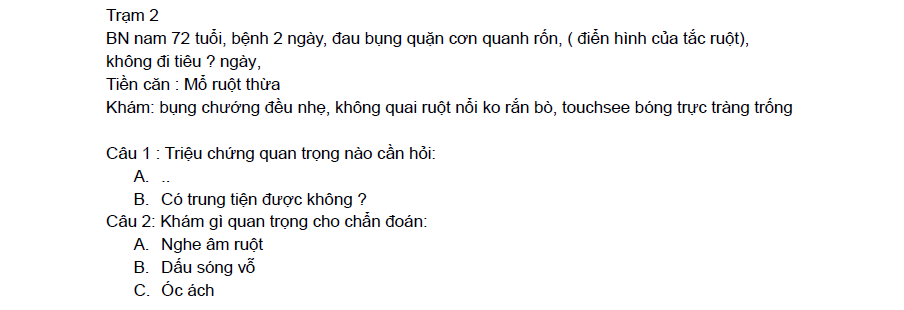 Trạm 2
BN nam 72 tuổi, bệnh 2 ngày, đau bụng quặn cơn quanh rốn, ( điển hình của tắc ruột),
không đi tiêu ? ngày,
Tiền căn : Mổ ruột thừa
Khám: bụng chướng đều nhẹ, không quai ruột nổi ko rắn bò, touchsee bóng trực tràng trống
Câu 1 : Triệu chứng quan trọng nào cần hỏi:
A. ..
B. Có trung tiện được không ?
Câu 2: Khám gì quan trọng cho chẩn đoán:
A. Nghe âm ruột
B. Dấu sóng vỗ
C. Óc ách